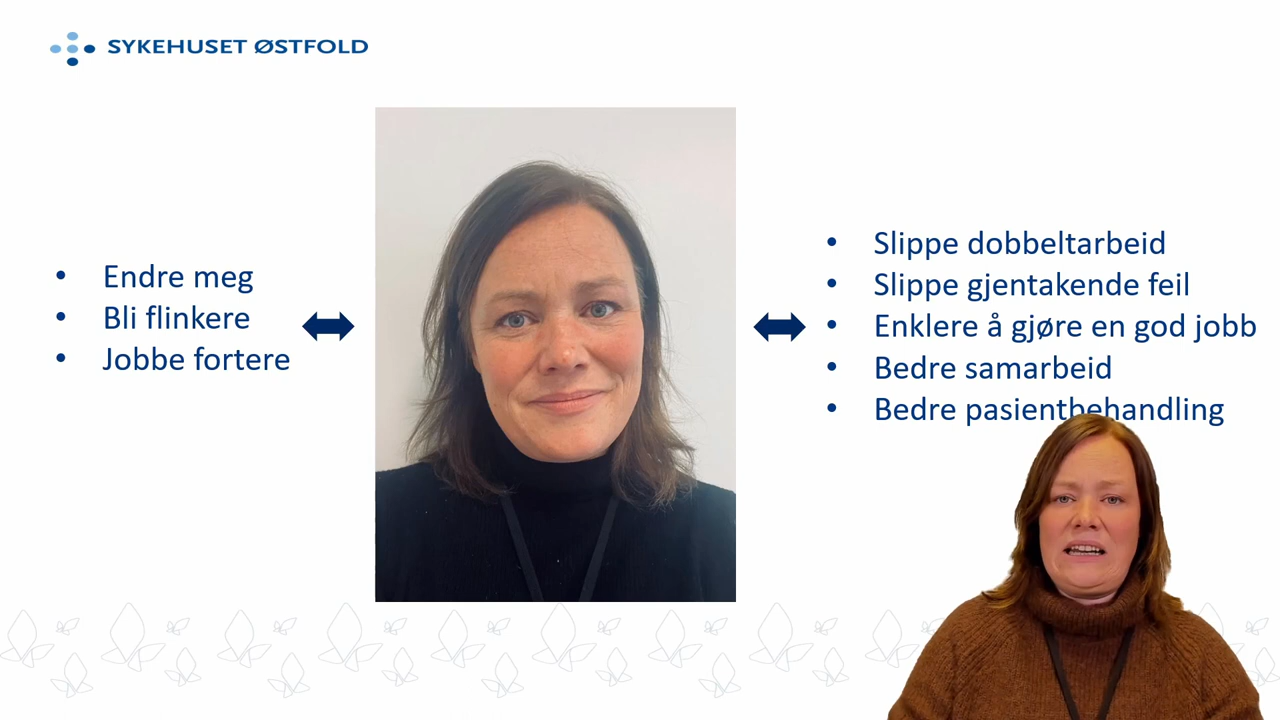 SYKEHUSET ØSTFOLD
• Endre meg
• Bli flinkere
• Jobbe fortere
• Slippe dobbeltarbeid
• Slippe gjentakende feil
• Enklere å gjøre en god jobb
• Bedre samarbeid
• Bedre pasientbehandling